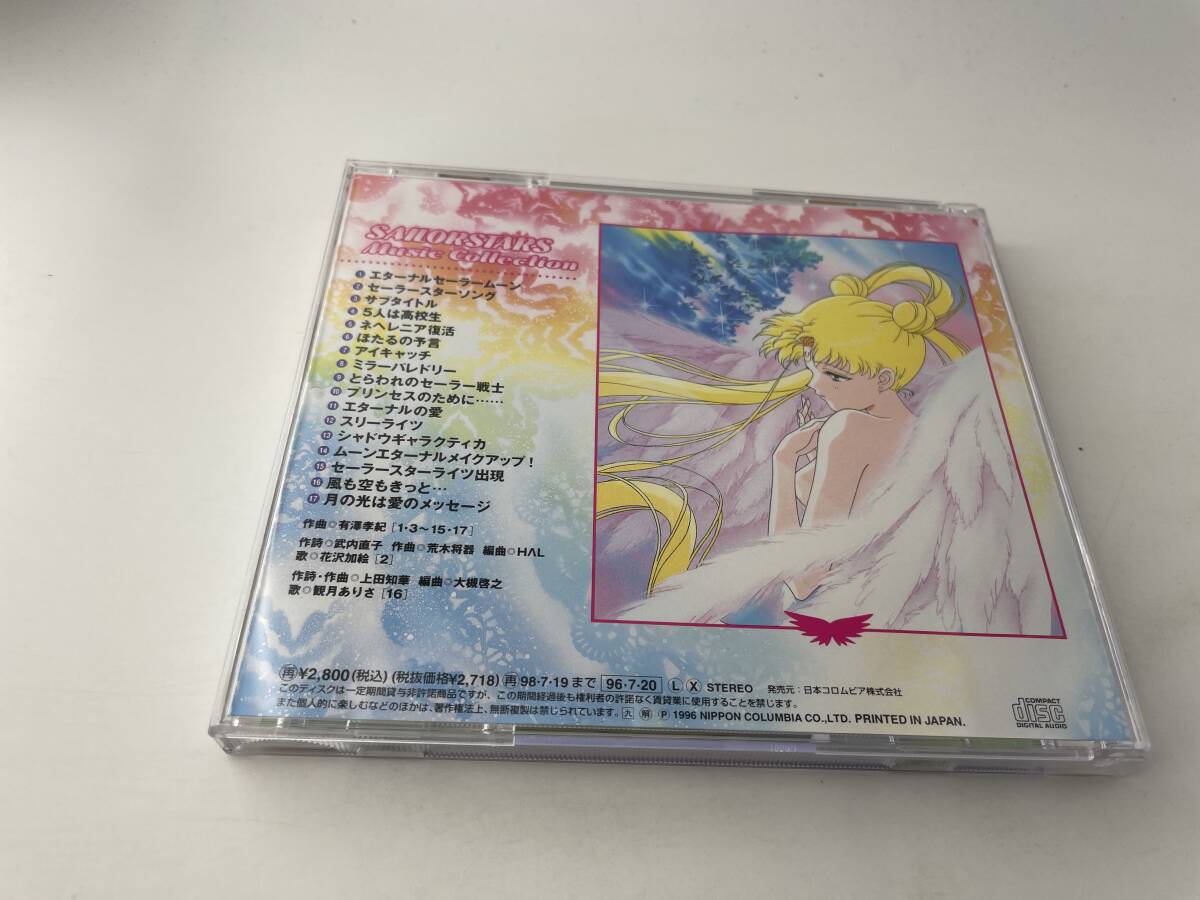 SAILORSTARS
Music Collection
1 エターナルセーラームーン
2 セーラースターソング
3 サブタイトル
4 5人は高校生
5 ネヘレニア復活
6 ほたるの予言
7 アイキャッチ
8 ミラーパレドリー
9 とらわれのセーラー戦士
10 プリンセスのために……
11 エターナルの愛
12 スリーライツ
13 シャドウギャラクティカ
14 ムーンエターナルメイクアップ!
15 セーラースターライツ出現
16 風も空もきっと…
17 月の光は愛のメッセージ
作曲◎有澤孝紀[1・3〜15・17]
作詩◎武内直子 作曲◎荒木将器 編曲◎HΛL
歌◎花沢加絵[2]
作詩・作曲◎上田知華 編曲◎大槻啓之
歌◎観月ありさ[16]
再 ¥2,800(税込)(税抜価格¥2,718) 再 98・7・19まで 96・7・20 L X STEREO 発売元:日本コロムビア株式会社
このディスクは一定期間貸与非許諾商品ですが、この期間経過後も権利者の許諾なく賃貸業に使用することを禁じます。
また個人的に楽しむなどのほかは、著作権法上、無断複製は禁じられています。 九 解 Ⓟ 1996 NIPPON COLUMBIA CO.,LTD. PRINTED IN JAPAN.
COMPACT
disc
DIGITAL AUDIO